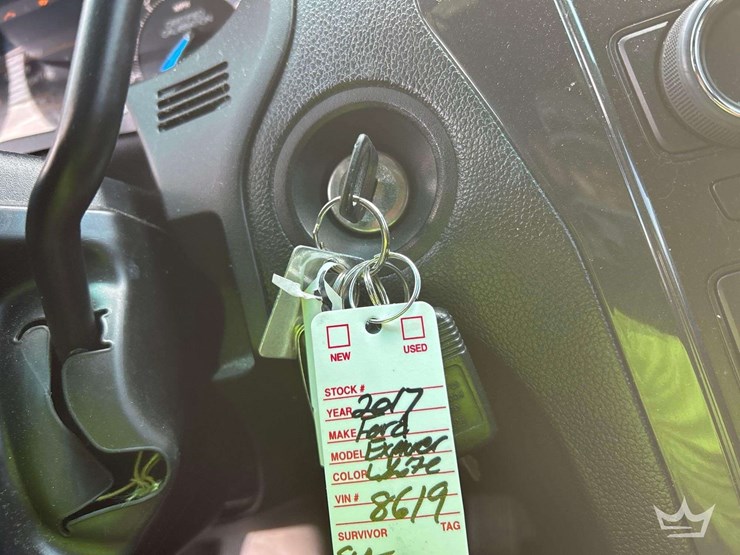 NEW USED
STOCK #
YEAR 2017
MAKE Ford
MODEL Explorer
COLOR White
VIN # 8619
SURVIVOR TAG